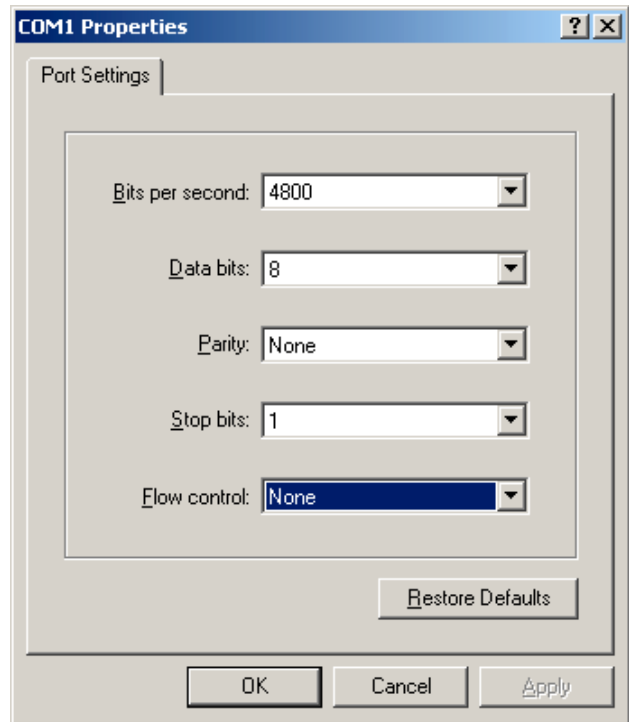 COM1 Properties
Port Settings
Bits per second: 4800
Data bits: 8
Parity: None
Stop bits: 1
Flow control: None
Restore Defaults
OK Cancel Apply